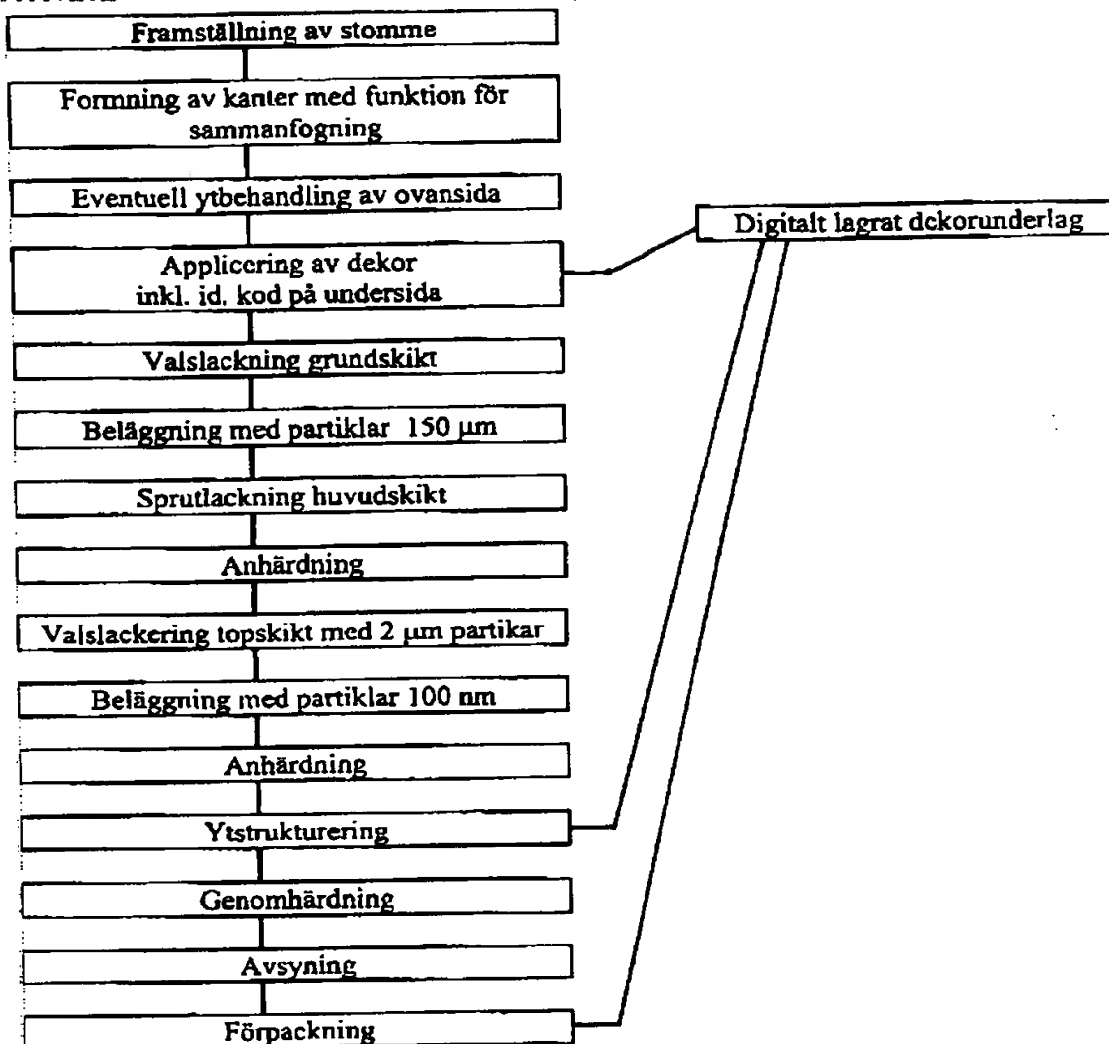 Framställning av stomme
Formning av kanter med funktion för
sammanfogning
Eventuell ytbehandling av ovansida
Digitalt lagrat dekorunderlag
Applicering av dekor
inkl. id. kod på undersida
Valslackning grundskikt
Beläggning med partiklar 150 µm
Sprutlackning huvudskikt
Anhärdning
Valslackering topskikt med 2 µm partikar
Beläggning med partiklar 100 nm
Anhärdning
Ytstrukturering
Genomhärdning
Avsyning
Förpackning